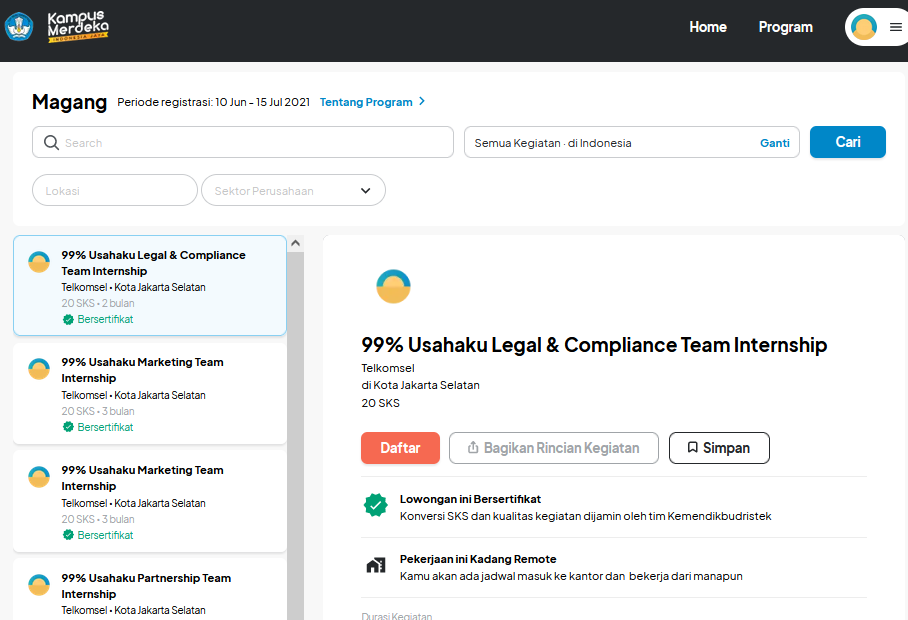 Kampus
Merdeka
INDONESIA JAYA
Home
Program
Magang
Periode registrasi: 10 Jun - 15 Jul 2021
Tentang Program
Search
Semua Kegiatan · di Indonesia
Ganti
Cari
Lokasi
Sektor Perusahaan
99% Usahaku Legal & Compliance
Team Internship
Telkomsel • Kota Jakarta Selatan
20 SKS • 2 bulan
Bersertifikat
99% Usahaku Marketing Team
Internship
Telkomsel • Kota Jakarta Selatan
20 SKS • 3 bulan
Bersertifikat
99% Usahaku Marketing Team
Internship
Telkomsel • Kota Jakarta Selatan
20 SKS • 3 bulan
Bersertifikat
99% Usahaku Partnership Team
Internship
Telkomsel • Kota Jakarta Selatan
99% Usahaku Legal & Compliance Team Internship
Telkomsel
di Kota Jakarta Selatan
20 SKS
Daftar
Bagikan Rincian Kegiatan
Simpan
Lowongan ini Bersertifikat
Konversi SKS dan kualitas kegiatan dijamin oleh tim Kemendikbudristek
Pekerjaan ini Kadang Remote
Kamu akan ada jadwal masuk ke kantor dan bekerja dari manapun
Durasi Kegiatan